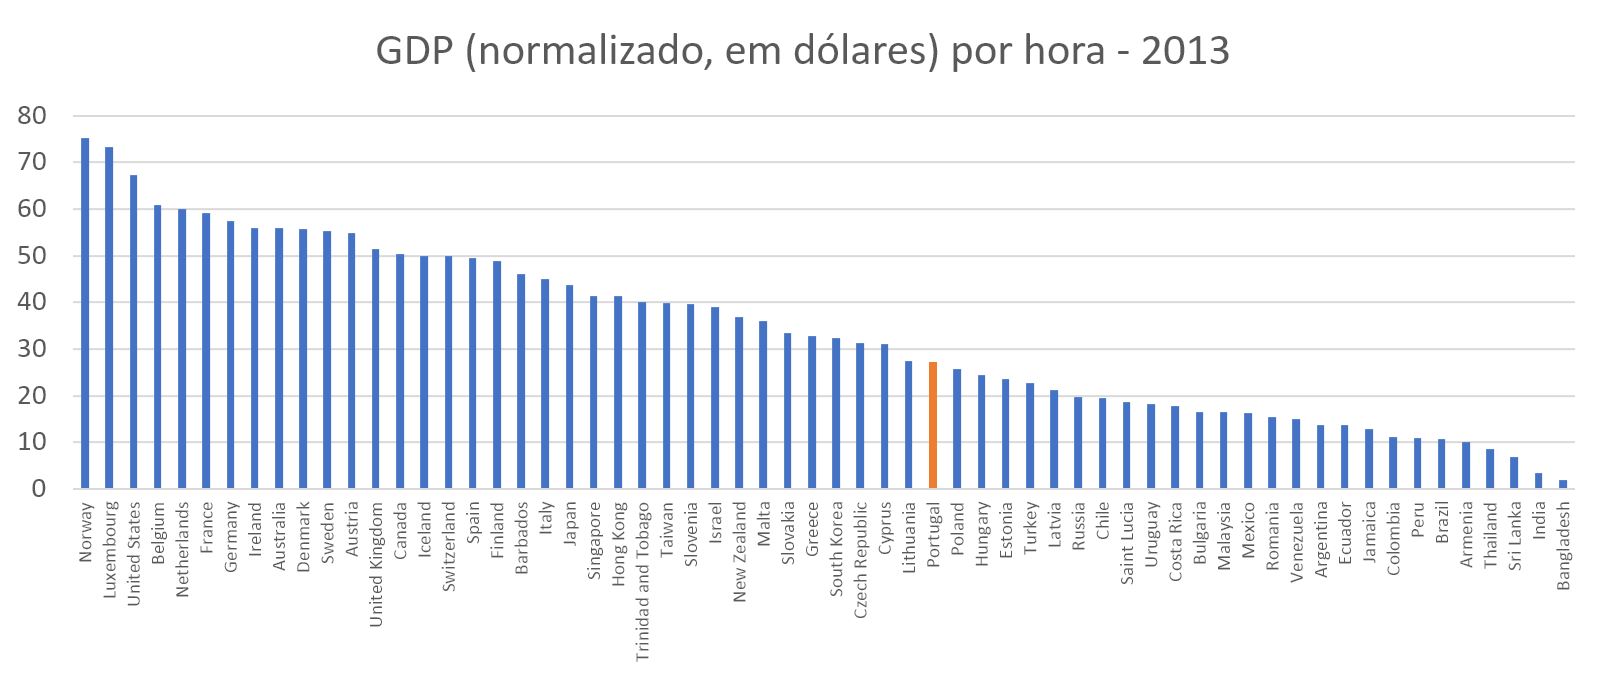 GDP (normalizado, em dólares) por hora - 2013
80
70
60
50
40
30
20
10
0
Norway
Luxembourg
United States
Belgium
Netherlands
France
Germany
Ireland
Australia
Denmark
Sweden
Austria
United Kingdom
Canada
Iceland
Switzerland
Spain
Finland
Barbados
Italy
Japan
Singapore
Hong Kong
Trinidad and Tobago
Taiwan
Slovenia
Israel
New Zealand
Malta
Slovakia
Greece
South Korea
Czech Republic
Cyprus
Lithuania
Portugal
Poland
Hungary
Estonia
Turkey
Latvia
Russia
Chile
Saint Lucia
Uruguay
Costa Rica
Bulgaria
Malaysia
Mexico
Romania
Venezuela
Argentina
Ecuador
Jamaica
Colombia
Peru
Brazil
Armenia
Thailand
Sri Lanka
India
Bangladesh